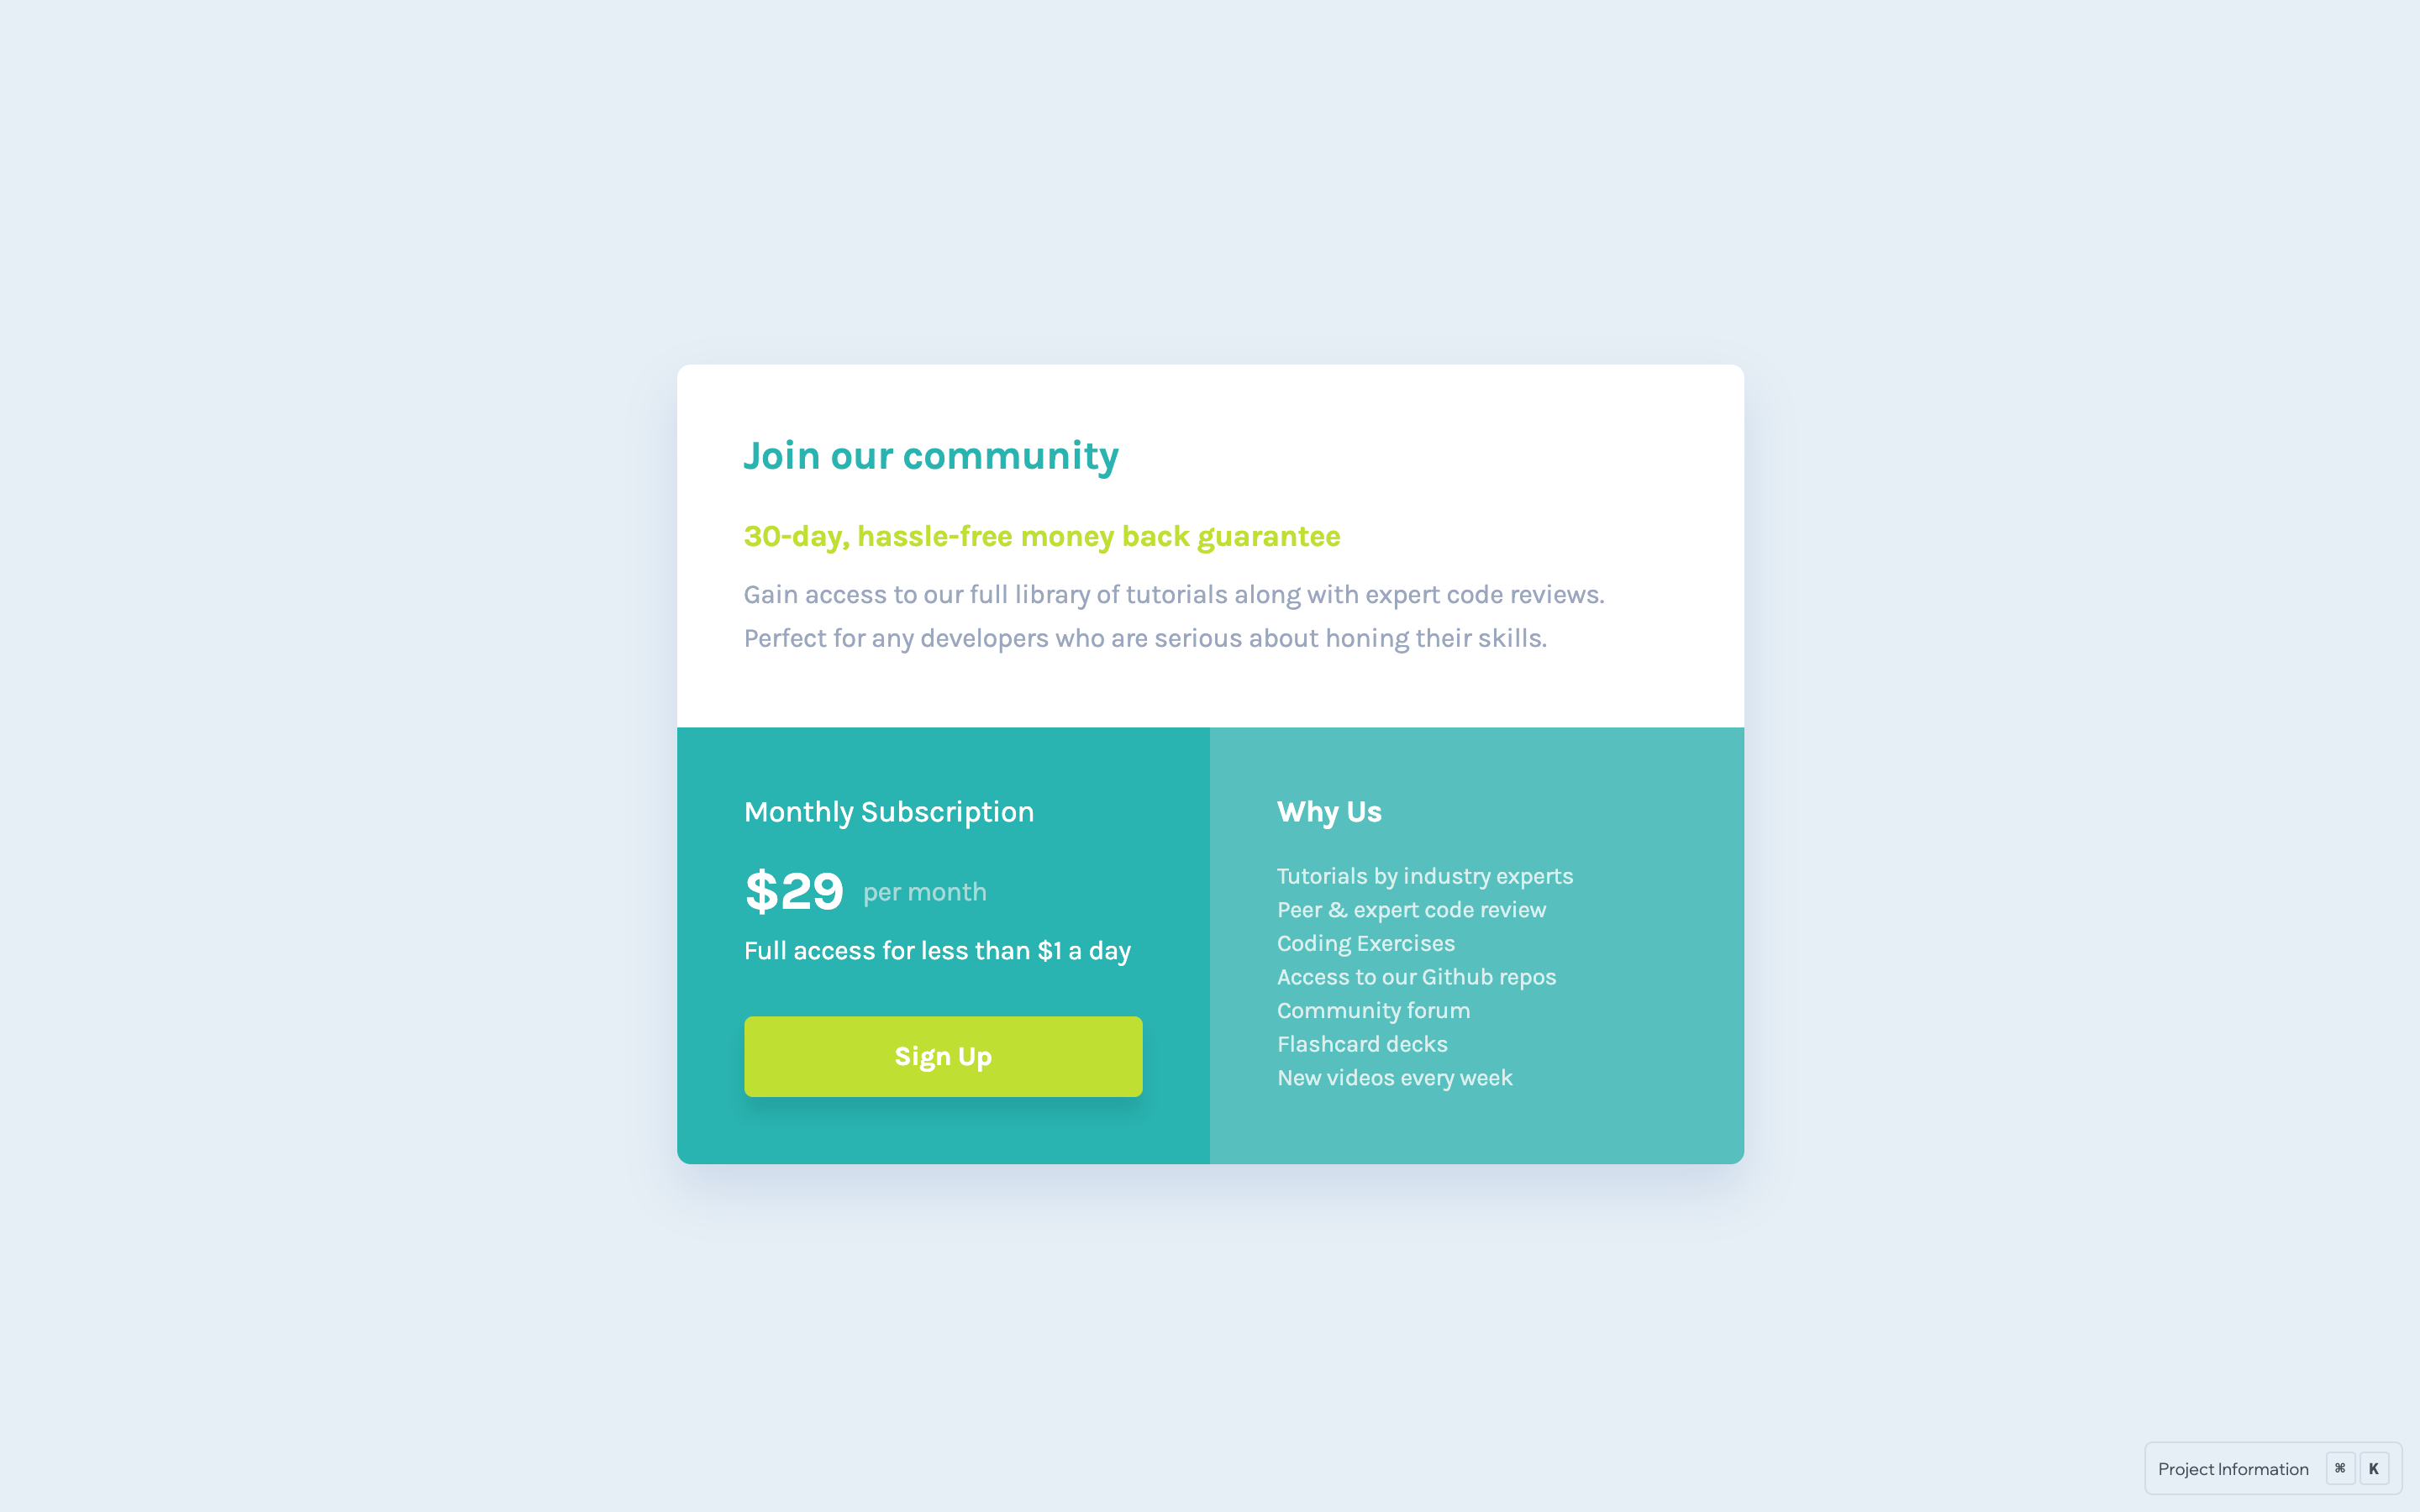 Join our community
30-day, hassle-free money back guarantee
Gain access to our full library of tutorials along with expert code reviews.
Perfect for any developers who are serious about honing their skills.
Monthly Subscription
$29 per month
Full access for less than $1 a day
Sign Up
Why Us
Tutorials by industry experts
Peer & expert code review
Coding Exercises
Access to our Github repos
Community forum
Flashcard decks
New videos every week
Project Information ⌘ K